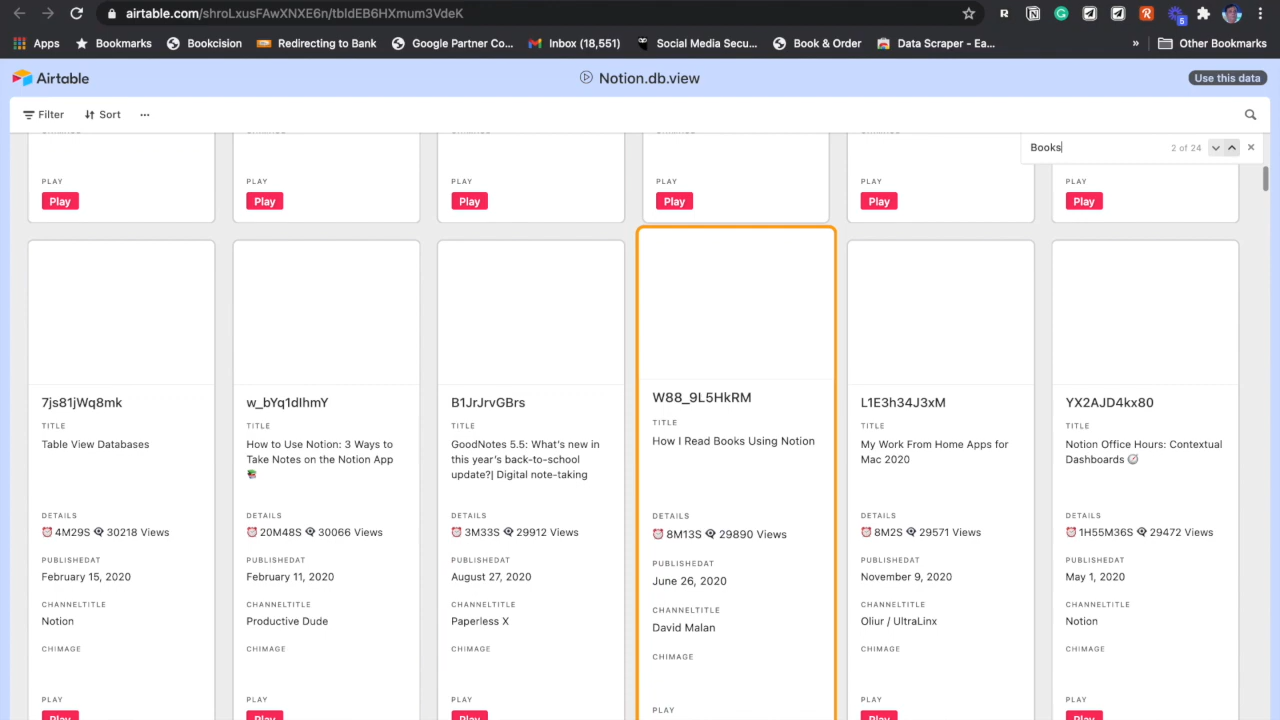 airtable.com/shroLxusFAwXNXE6n/tbldEB6HXmum3VdeK
R
5
Apps
Bookmarks
Bookcision
Redirecting to Bank
Google Partner Co...
Inbox (18,551)
Social Media Secu...
Book & Order
Data Scraper - Ea...
»
Other Bookmarks
Airtable
Notion.db.view
Use this data
Filter
Sort
...
Books
2 of 24
PLAY
PLAY
PLAY
PLAY
PLAY
PLAY
Play
Play
Play
Play
Play
Play
7js81jWq8mk
TITLE
Table View Databases
DETAILS
⏰ 4M29S 👁 30218 Views
PUBLISHEDAT
February 15, 2020
CHANNELTITLE
Notion
CHIMAGE
PLAY
Play
w_bYq1dIhmY
TITLE
How to Use Notion: 3 Ways to
Take Notes on the Notion App
📚
DETAILS
⏰ 20M48S 👁 30066 Views
PUBLISHEDAT
February 11, 2020
CHANNELTITLE
Productive Dude
CHIMAGE
PLAY
Play
B1JrJrvGBrs
TITLE
GoodNotes 5.5: What's new in
this year's back-to-school
update?| Digital note-taking
DETAILS
⏰ 3M33S 👁 29912 Views
PUBLISHEDAT
August 27, 2020
CHANNELTITLE
Paperless X
CHIMAGE
PLAY
Play
W88_9L5HkRM
TITLE
How I Read Books Using Notion
DETAILS
⏰ 8M13S 👁 29890 Views
PUBLISHEDAT
June 26, 2020
CHANNELTITLE
David Malan
CHIMAGE
PLAY
L1E3h34J3xM
TITLE
My Work From Home Apps for
Mac 2020
DETAILS
⏰ 8M2S 👁 29571 Views
PUBLISHEDAT
November 9, 2020
CHANNELTITLE
Oliur / UltraLinx
CHIMAGE
PLAY
Play
YX2AJD4kx80
TITLE
Notion Office Hours: Contextual
Dashboards 🧭
DETAILS
⏰ 1H55M36S 👁 29472 Views
PUBLISHEDAT
May 1, 2020
CHANNELTITLE
Notion
CHIMAGE
PLAY
Play